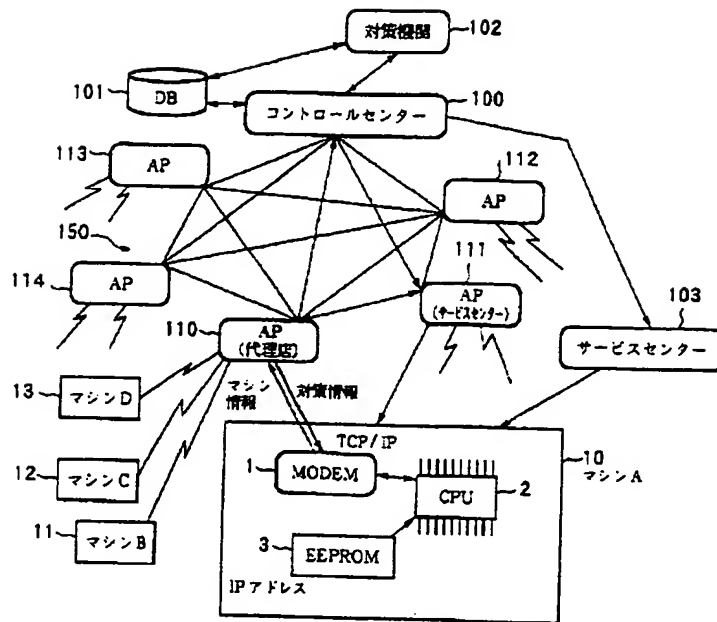 対策機関
102
101
DB
コントロールセンター
100
113
AP
112
AP
150
114
AP
111
AP
(サービスセンター)
110
AP
(代理店)
103
サービスセンター
13
マシンD
マシン
情報
対策情報
12
マシンC
11
マシンB
TCP/IP
10
マシンA
1
MODEM
CPU
2
3
EEPROM
IPアドレス